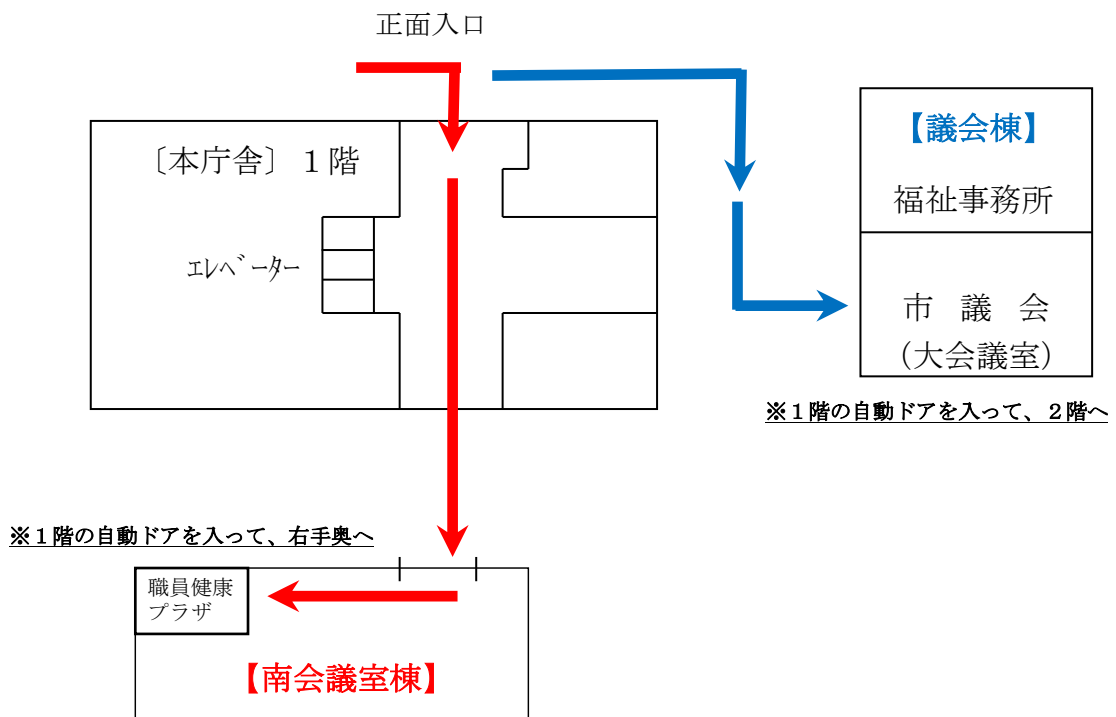 正面入口
〔本庁舎〕１階
ｴﾚﾍﾞｰﾀｰ
【議会棟】
福祉事務所
市　議　会
（大会議室）
※１階の自動ドアを入って、２階へ
※１階の自動ドアを入って、右手奥へ
職員健康
プラザ
【南会議室棟】